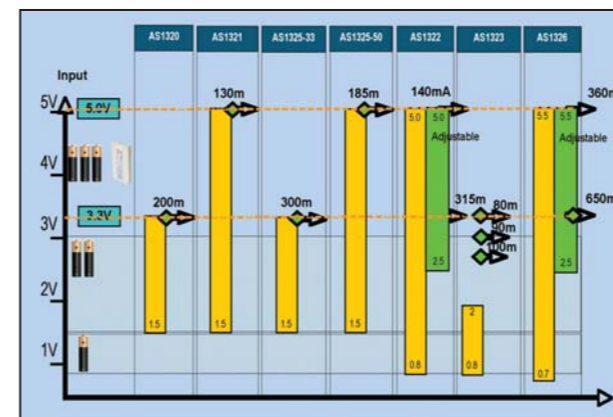 AS1320 AS1321 AS1325-33 AS1325-50 AS1322 AS1323 AS1326
Input
130m 185m 140mA 360m
5V 5.0V 5.0 5.0 5.5 5.5
Adjustable Adjustable
4V
200m 300m 315m 80m 650m
3.3V
3V 90m
100m
2.5 2.5
2V
2
1.5 1.5 1.5 1.5
1V
0.8 0.8 0.7